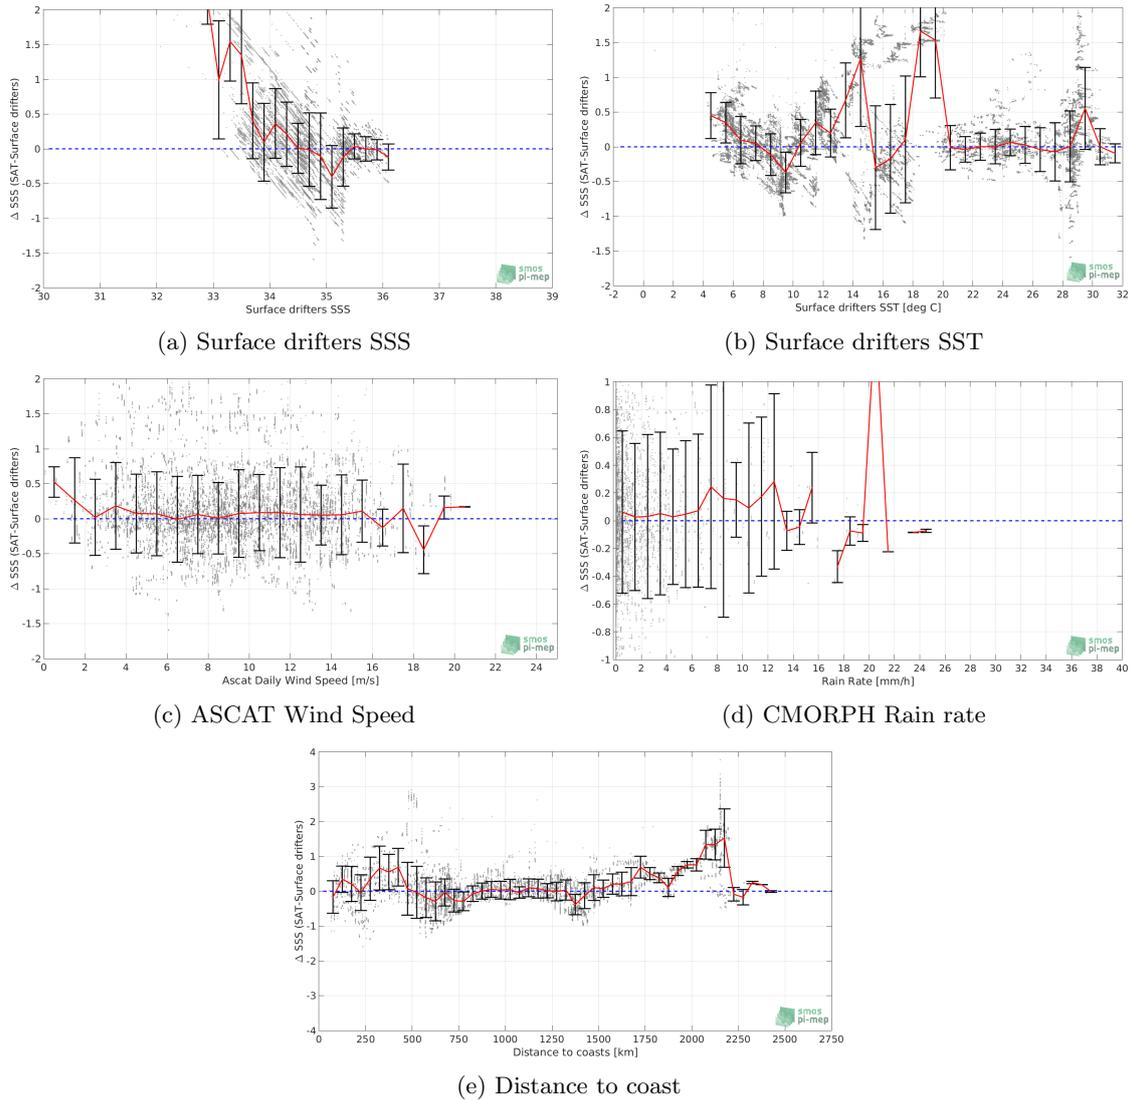 2
1.5
1
0.5
0
-0.5
-1
-1.5
-2
30 31 32 33 34 35 36 37 38 39
Δ SSS (SAT-Surface drifters)
Surface drifters SSS
smos
pi-mep
(a) Surface drifters SSS
2
1.5
1
0.5
0
-0.5
-1
-1.5
-2
-2 0 2 4 6 8 10 12 14 16 18 20 22 24 26 28 30 32
Δ SSS (SAT-Surface drifters)
Surface drifters SST [deg C]
smos
pi-mep
(b) Surface drifters SST
2
1.5
1
0.5
0
-0.5
-1
-1.5
-2
0 2 4 6 8 10 12 14 16 18 20 22 24
Δ SSS (SAT-Surface drifters)
Ascat Daily Wind Speed [m/s]
smos
pi-mep
(c) ASCAT Wind Speed
1
0.8
0.6
0.4
0.2
0
-0.2
-0.4
-0.6
-0.8
-1
0 2 4 6 8 10 12 14 16 18 20 22 24 26 28 30 32 34 36 38 40
Δ SSS (SAT-Surface drifters)
Rain Rate [mm/h]
smos
pi-mep
(d) CMORPH Rain rate
4
3
2
1
0
-1
-2
-3
-4
0 250 500 750 1000 1250 1500 1750 2000 2250 2500 2750
Δ SSS (SAT-Surface drifters)
Distance to coasts [km]
smos
pi-mep
(e) Distance to coast